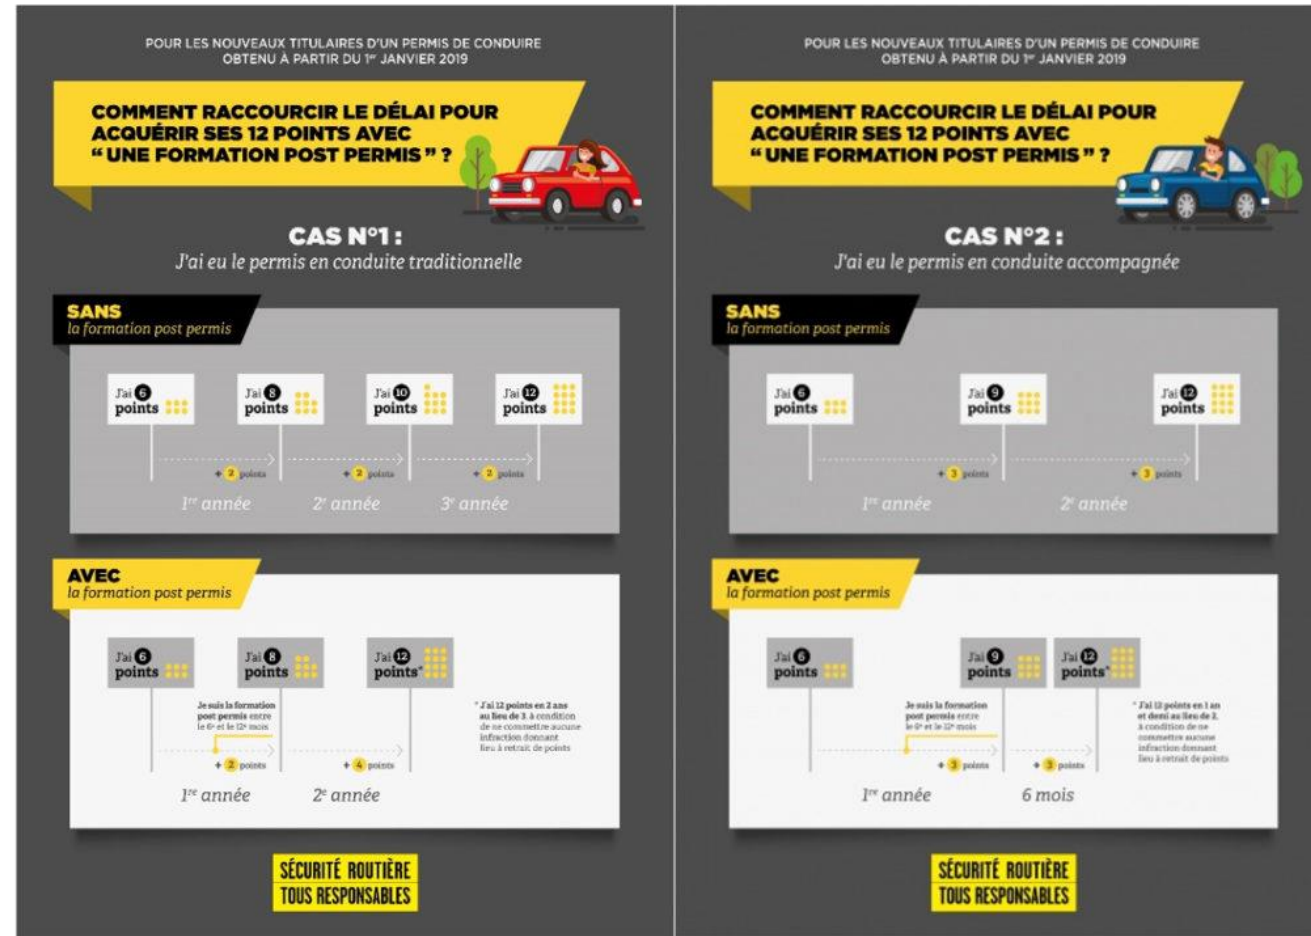 POUR LES NOUVEAUX TITULAIRES D'UN PERMIS DE CONDUIRE
OBTENU À PARTIR DU 1er JANVIER 2019
COMMENT RACCOURCIR LE DÉLAI POUR
ACQUÉRIR SES 12 POINTS AVEC
“ UNE FORMATION POST PERMIS ” ?
CAS N°1 :
J'ai eu le permis en conduite traditionnelle
SANS
la formation post permis
J'ai 6
points
J'ai 8
points
J'ai 10
points
J'ai 12
points
+ 2 points
+ 2 points
+ 2 points
1re année
2e année
3e année
AVEC
la formation post permis
J'ai 6
points
J'ai 8
points
J'ai 12
points*
Je suis la formation
post permis entre
le 6e et le 12e mois
* J'ai 12 points en 2 ans
au lieu de 3, à condition
de ne commettre aucune
infraction donnant
lieu à retrait de points
+ 2 points
+ 4 points
1re année
2e année
SÉCURITÉ ROUTIÈRE
TOUS RESPONSABLES
POUR LES NOUVEAUX TITULAIRES D'UN PERMIS DE CONDUIRE
OBTENU À PARTIR DU 1er JANVIER 2019
COMMENT RACCOURCIR LE DÉLAI POUR
ACQUÉRIR SES 12 POINTS AVEC
“ UNE FORMATION POST PERMIS ” ?
CAS N°2 :
J'ai eu le permis en conduite accompagnée
SANS
la formation post permis
J'ai 6
points
J'ai 9
points
J'ai 12
points
+ 3 points
+ 3 points
1re année
2e année
AVEC
la formation post permis
J'ai 6
points
J'ai 9
points
J'ai 12
points*
Je suis la formation
post permis entre
le 6e et le 12e mois
* J'ai 12 points en 1 an
et demi au lieu de 2,
à condition de ne
commettre aucune
infraction donnant
lieu à retrait de points
+ 3 points
+ 3 points
1re année
6 mois
SÉCURITÉ ROUTIÈRE
TOUS RESPONSABLES